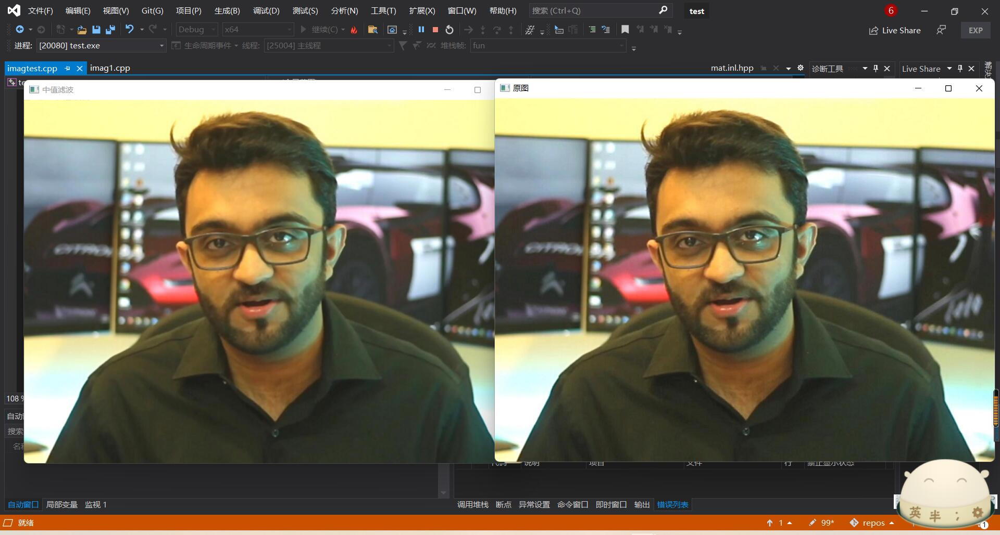 文件(F) 编辑(E) 视图(V) Git(G) 项目(P) 生成(B) 调试(D) 测试(S) 分析(N) 工具(T) 扩展(X) 窗口(W) 帮助(H) 搜索 (Ctrl+Q) test 6
Debug x64 继续(C) Live Share EXP
进程: [20080] test.exe 生命周期事件 线程: [25004] 主线程 堆栈帧: fun
imagtest.cpp imag1.cpp mat.inl.hpp 诊断工具 Live Share
te
中值滤波 原图
CITRO
CITRO
108 %
自动窗
搜索
名称
代码 说明 项目 文件 行 禁止显示状态
自动窗口 局部变量 监视 1 调用堆栈 断点 异常设置 命令窗口 即时窗口 输出 错误列表
英 半 ;
就绪 1 99* repos 1